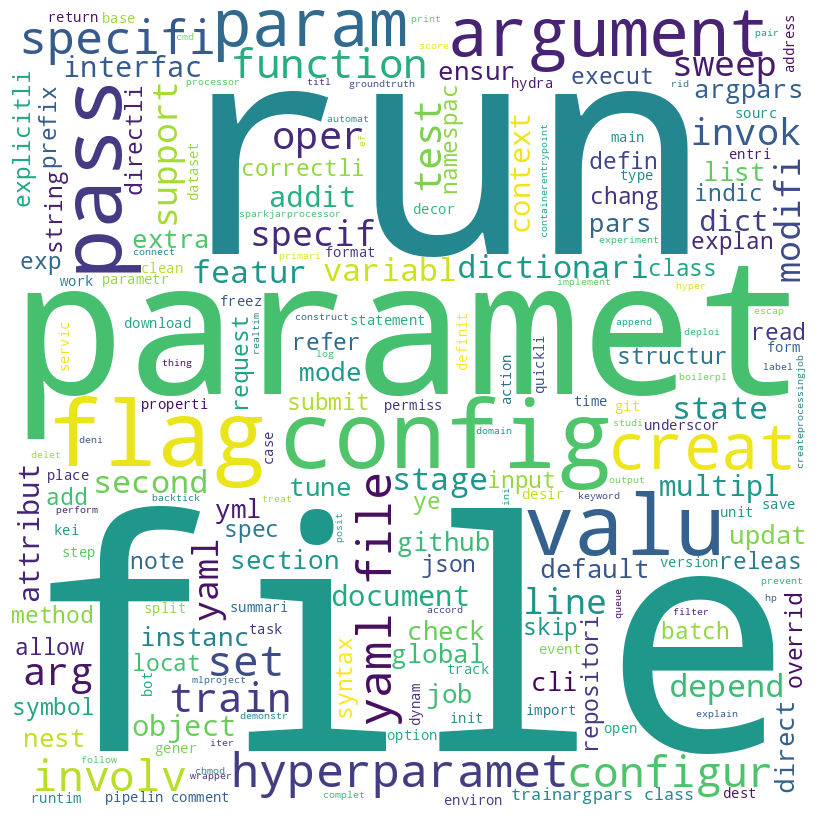 return base cmd param print argument pair
specifi score address
interfac function ensur hydra execut sweep
processor titl groundtruth rid argpars
explicitli prefix pass run automat ef sourc
directli support oper test namespac main invok
string dataset correctli context defin entri
addit containerentrypoint type list modifi
sparkjarprocessor decor chang indic dict
exp extra specif pars explan
connect primari format experiment
work clean featur variabl dictionari class
parametr implement hyper
paramet
servic download freez construct statement definit append deploi escap read
request refer quickli structur form
thing realtim log mode action boilerpl label
properti submit permiss time git underscor state createprocessingjob
flag config creat
deni case domain studi
delet second stage input keyword output multipl
attribut place add backtick treat tune ye ini desir unit save
perform yml file valu
kei spec posit github updat
step note section yaml json default version releas
method split summari document accord line skip filter prevent hp
allow instanc task check queue batch overrid
arg locat bot set syntax global event repositori depend
symbol mlproject train track cli
object demonstr dynam job init import open explain
nest gener iter option direct
involv follow chmod wrapper hyperparamet configur
runtim pipelin comment complet environ trainargpars class dest
yaml file
file